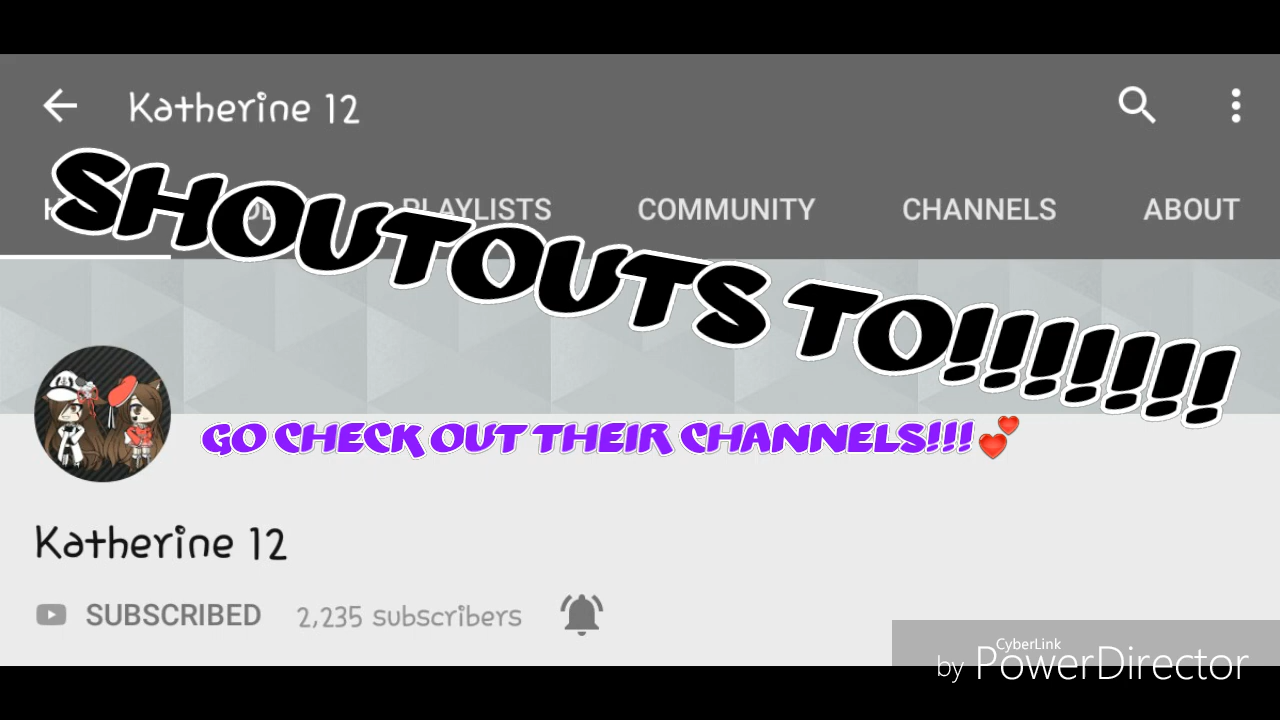 Katherine 12
SHOUTOUTS TO!!!!!!!
PLAYLISTS COMMUNITY CHANNELS ABOUT
GO CHECK OUT THEIR CHANNELS!!!💕
Katherine 12
SUBSCRIBED 2,235 subscribers
CyberLink
by PowerDirector